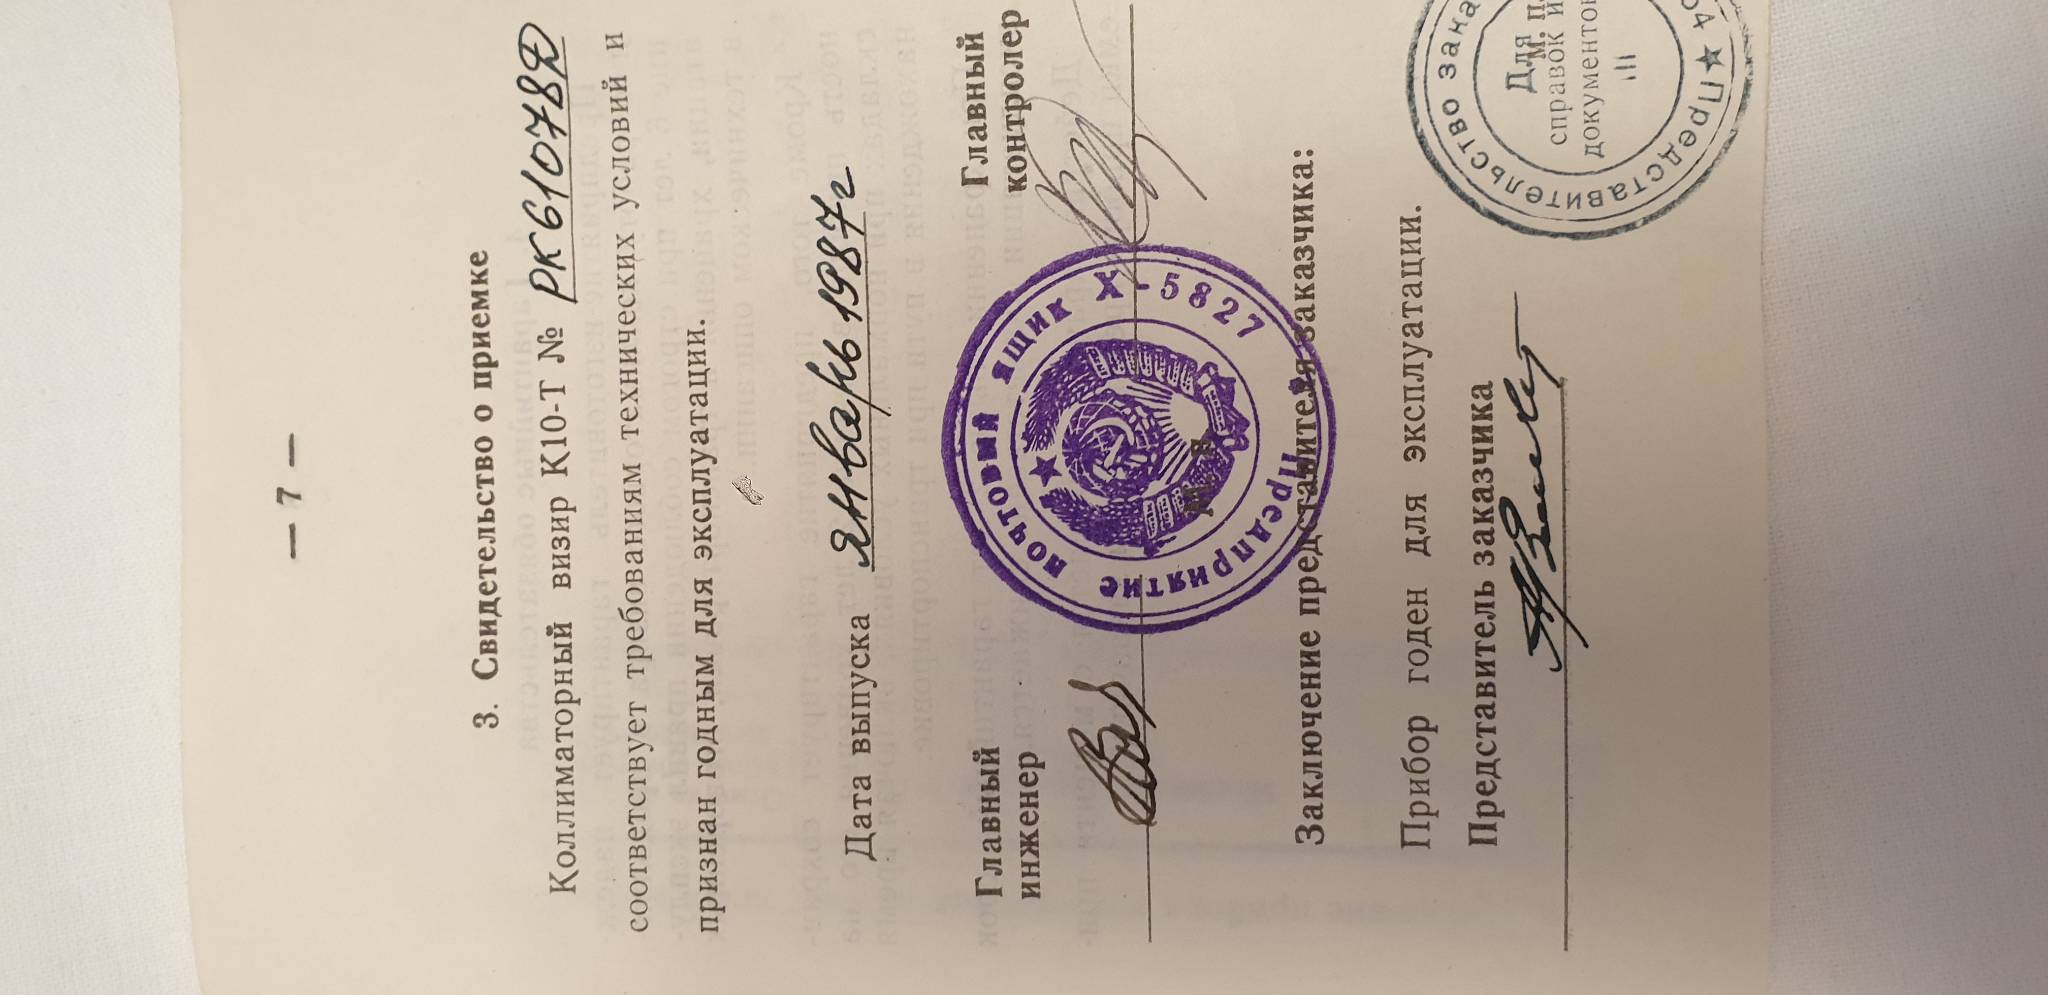 — 7 —
3. Свидетельство о приемке
Коллиматорный визир К10-Т № РК610787Д
соответствует требованиям технических условий и
признан годным для эксплуатации.
Дата выпуска Январь 1987г
Главный
инженер
Главный
контролер
Предприятие почтовый ящик Х-5827
М. п
Заключение представителя заказчика:
Прибор годен для эксплуатации.
Представитель заказчика
★ Представительство
Для
М. п.
справок и
документов
III